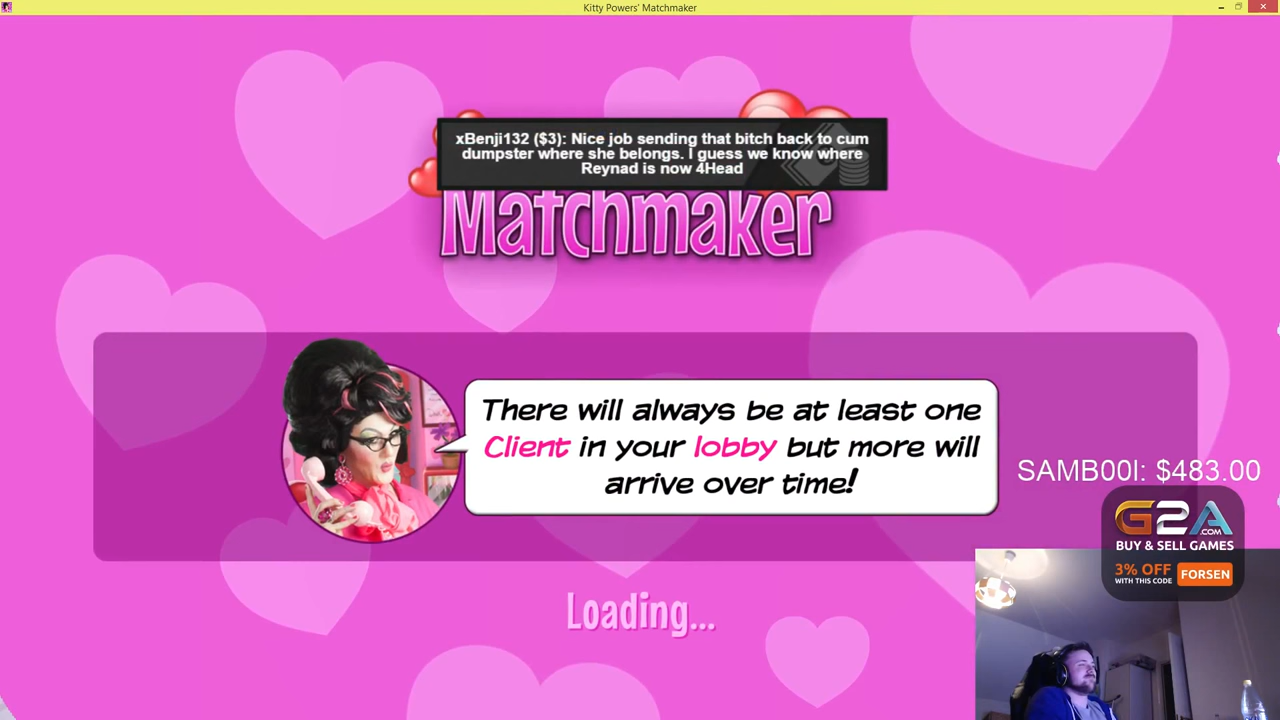 Kitty Powers' Matchmaker
xBenji132 ($3): Nice job sending that bitch back to cum
dumpster where she belongs. I guess we know where
Reynad is now 4Head
Matchmaker
There will always be at least one
Client in your lobby but more will
arrive over time!
SAMB00I: $483.00
G2A
.COM
BUY & SELL GAMES
3% OFF
WITH THIS CODE
FORSEN
Loading...